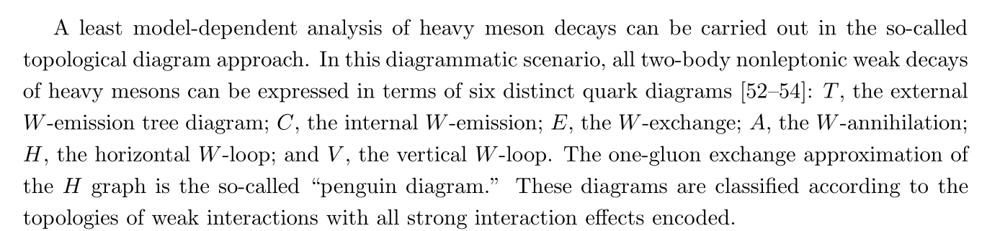 A least model-dependent analysis of heavy meson decays can be carried out in the so-called
topological diagram approach. In this diagrammatic scenario, all two-body nonleptonic weak decays
of heavy mesons can be expressed in terms of six distinct quark diagrams [52–54]: T, the external
W-emission tree diagram; C, the internal W-emission; E, the W-exchange; A, the W-annihilation;
H, the horizontal W-loop; and V, the vertical W-loop. The one-gluon exchange approximation of
the H graph is the so-called “penguin diagram.” These diagrams are classified according to the
topologies of weak interactions with all strong interaction effects encoded.